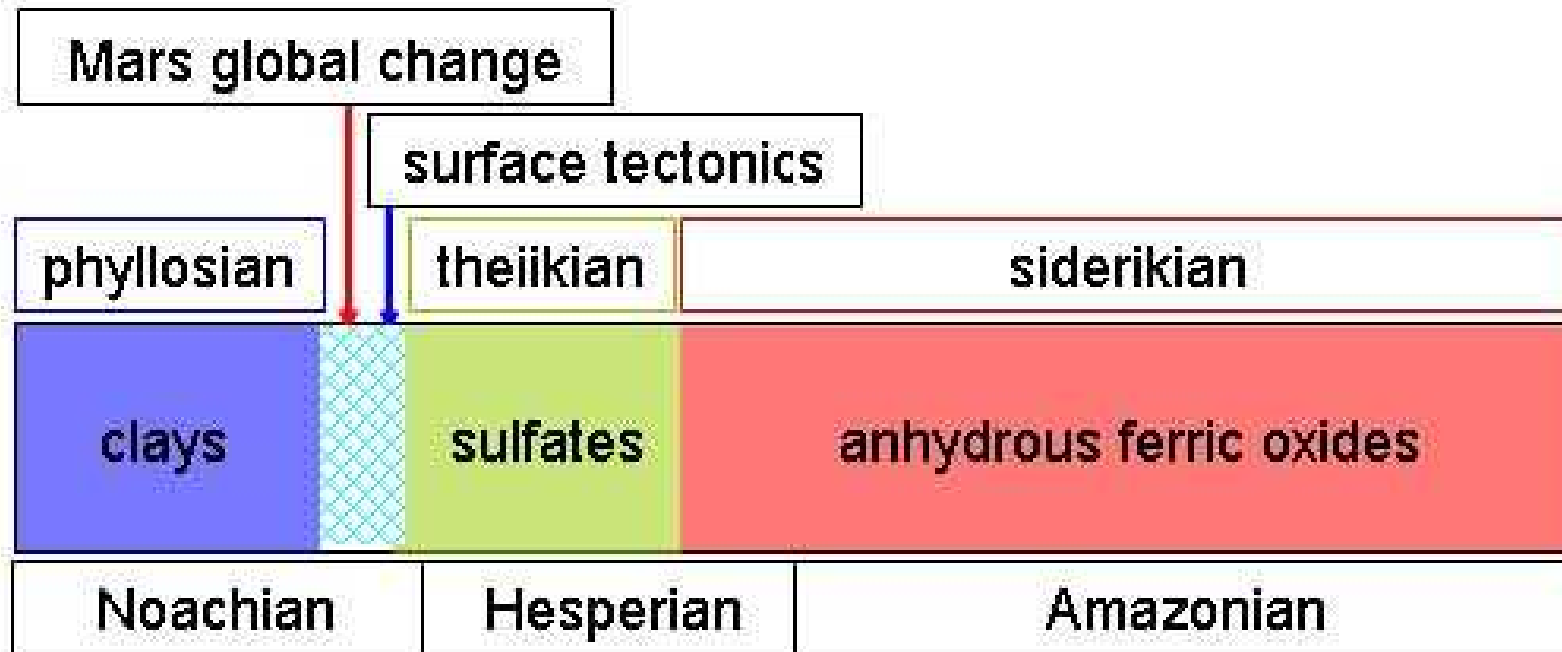 Mars global change
surface tectonics
phyllosian
theiikian
siderikian
clays
sulfates
anhydrous ferric oxides
Noachian
Hesperian
Amazonian